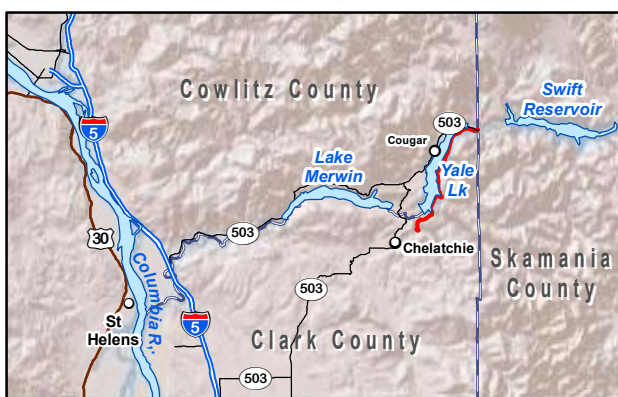 Cowlitz County
Swift
Reservoir
5
503
Cougar
Lake
Merwin
Yale
Lk
503
30
Chelatchie
Columbia R.
Skamania
County
503
St
Helens
5
Clark County
503